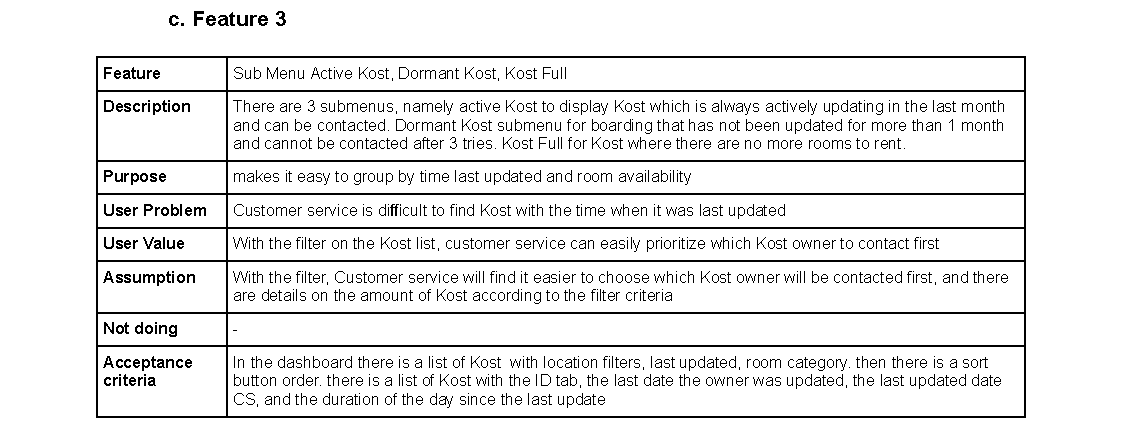 c. Feature 3
Feature
Sub Menu Active Kost, Dormant Kost, Kost Full
Description
There are 3 submenus, namely active Kost to display Kost which is always actively updating in the last month
and can be contacted. Dormant Kost submenu for boarding that has not been updated for more than 1 month
and cannot be contacted after 3 tries. Kost Full for Kost where there are no more rooms to rent.
Purpose
makes it easy to group by time last updated and room availability
User Problem
Customer service is difficult to find Kost with the time when it was last updated
User Value
With the filter on the Kost list, customer service can easily prioritize which Kost owner to contact first
Assumption
With the filter, Customer service will find it easier to choose which Kost owner will be contacted first, and there
are details on the amount of Kost according to the filter criteria
Not doing
-
Acceptance
criteria
In the dashboard there is a list of Kost with location filters, last updated, room category. then there is a sort
button order. there is a list of Kost with the ID tab, the last date the owner was updated, the last updated date
CS, and the duration of the day since the last update